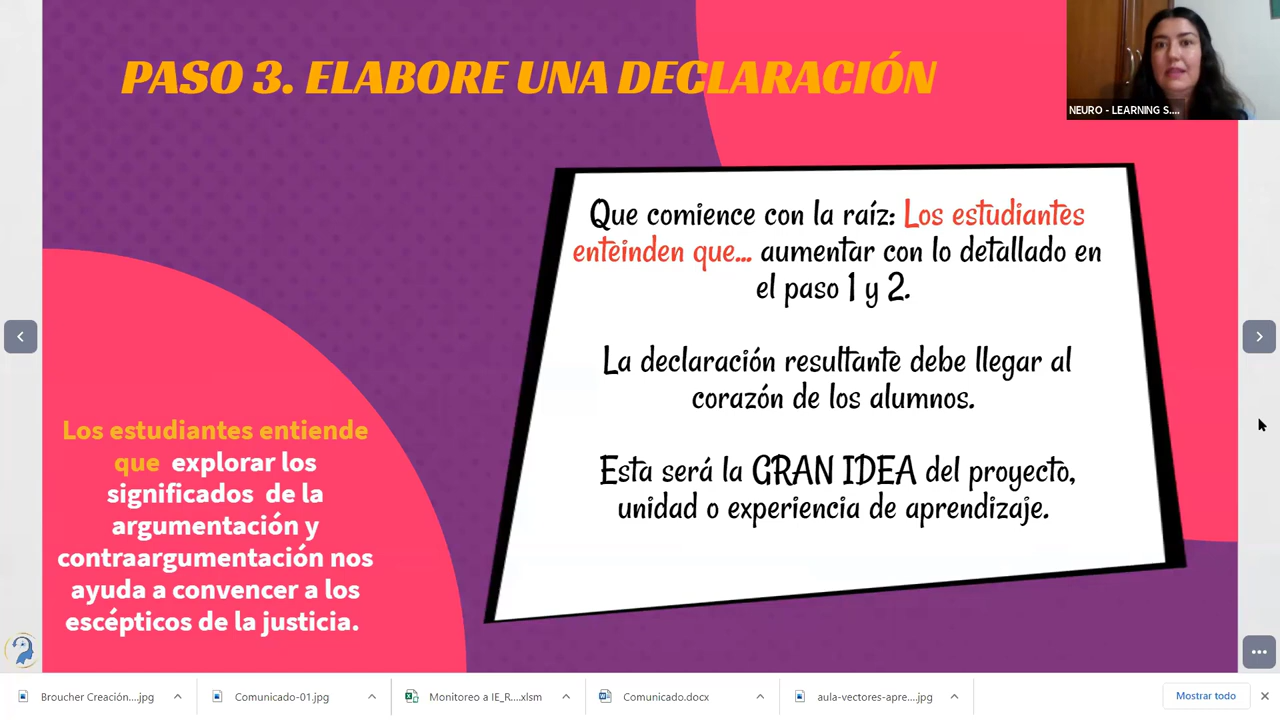 PASO 3. ELABORE UNA DECLARACIÓN
NEURO - LEARNING S....
Que comience con la raíz: Los estudiantes
enteinden que... aumentar con lo detallado en
el paso 1 y 2.
La declaración resultante debe llegar al
corazón de los alumnos.
Esta será la GRAN IDEA del proyecto,
unidad o experiencia de aprendizaje.
Los estudiantes entiende
que explorar los
significados de la
argumentación y
contraargumentación nos
ayuda a convencer a los
escépticos de la justicia.
Broucher Creación....jpg
Comunicado-01.jpg
Monitoreo a IE_R....xlsm
Comunicado.docx
aula-vectores-apre....jpg
Mostrar todo